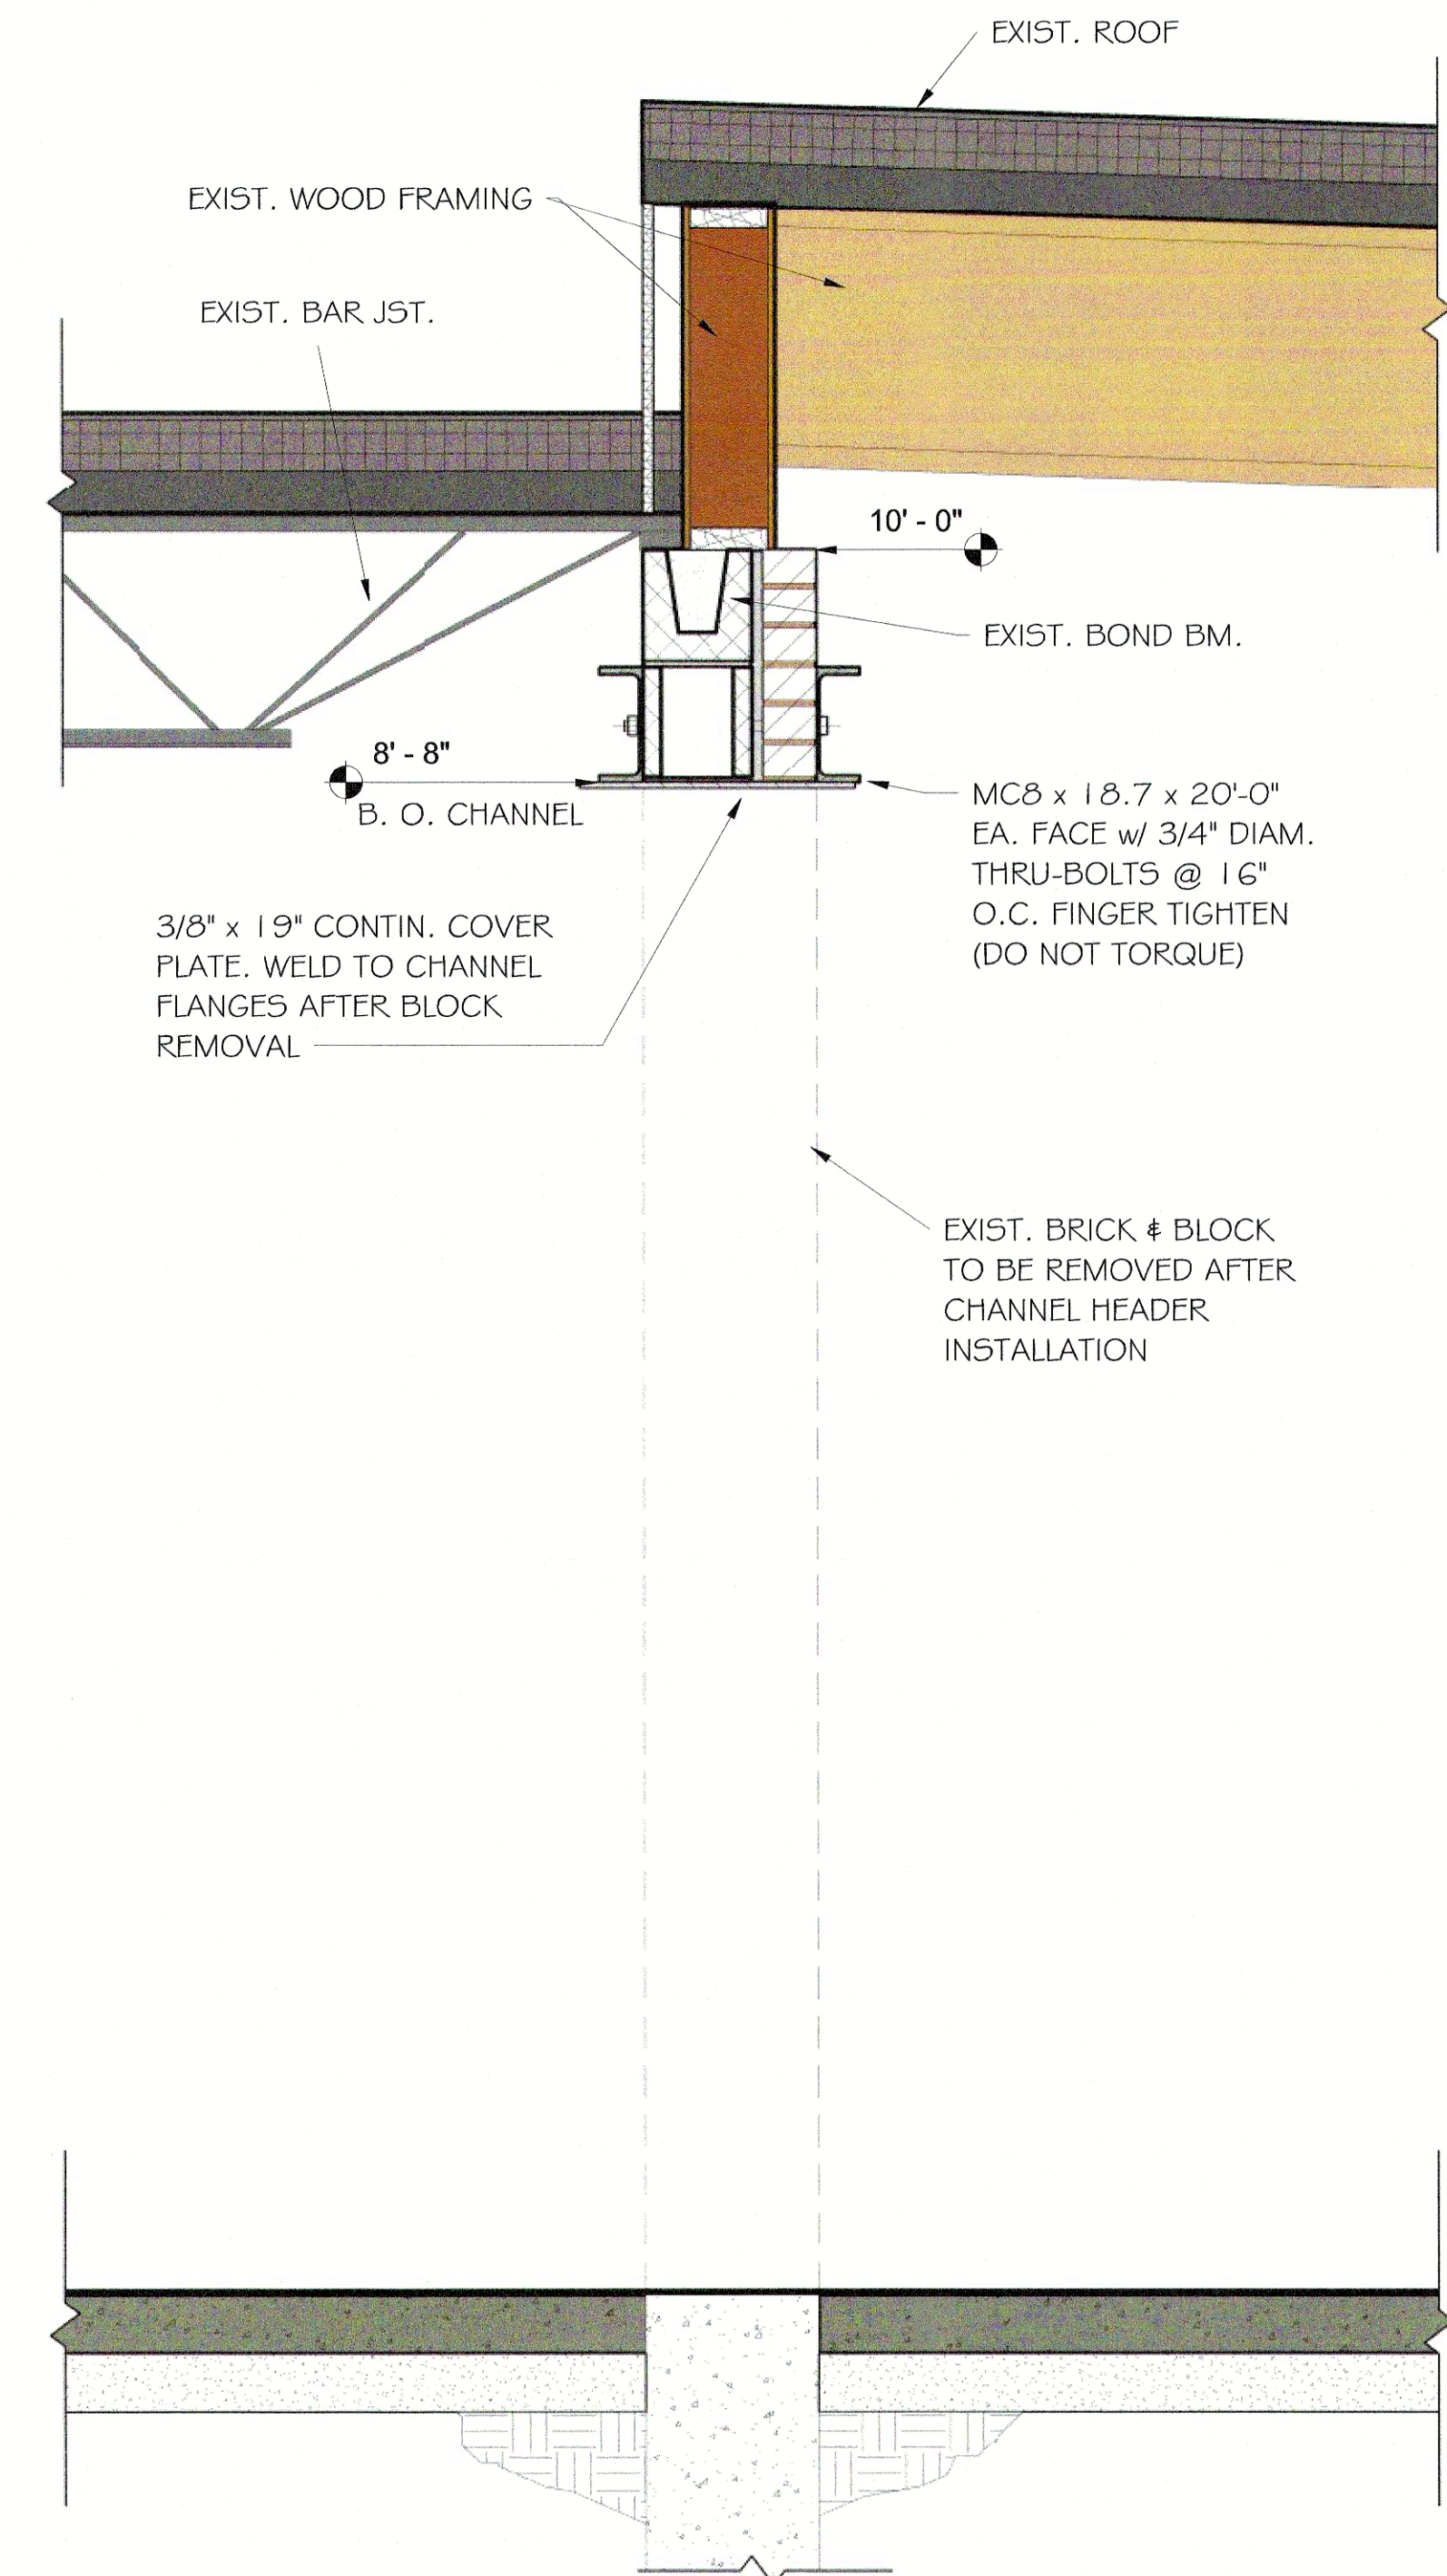 EXIST. ROOF
EXIST. WOOD FRAMING
EXIST. BAR JST.
10' - 0"
EXIST. BOND BM.
8' - 8"
B. O. CHANNEL
MC8 x 18.7 x 20'-0"
EA. FACE w/ 3/4" DIAM.
THRU-BOLTS @ 16"
O.C. FINGER TIGHTEN
(DO NOT TORQUE)
3/8" x 19" CONTIN. COVER
PLATE. WELD TO CHANNEL
FLANGES AFTER BLOCK
REMOVAL
EXIST. BRICK & BLOCK
TO BE REMOVED AFTER
CHANNEL HEADER
INSTALLATION